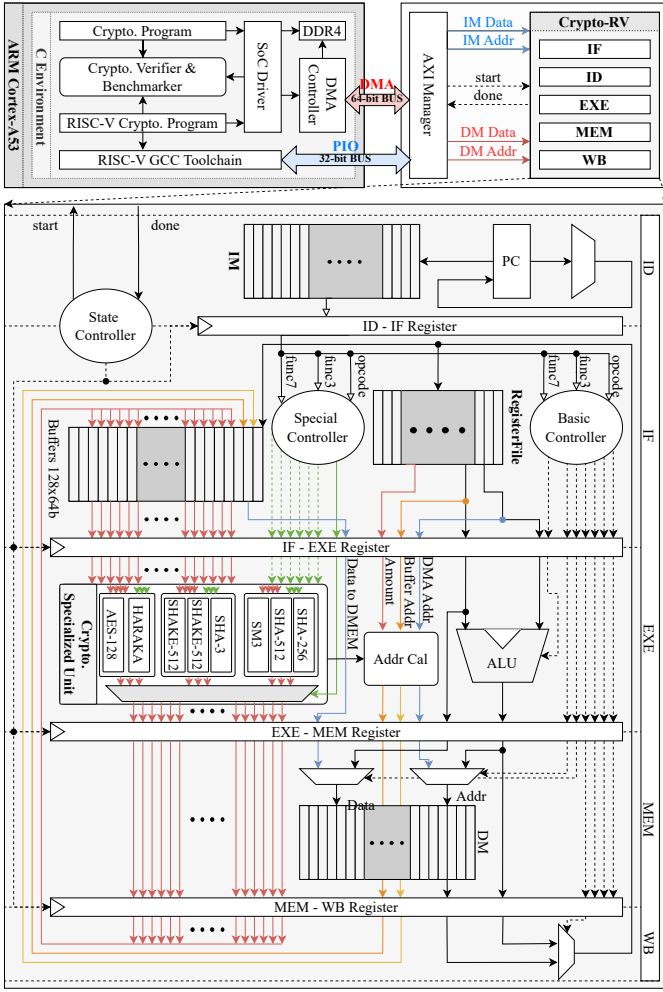 ARM Cortex-A53
C Environment
Crypto. Program
Crypto. Verifier &
Benchmarker
RISC-V Crypto. Program
RISC-V GCC Toolchain
SoC Driver
DDR4
DMA
Controller
DMA
64-bit BUS
PIO
32-bit BUS
AXI Manager
IM Data
IM Addr
start
done
DM Data
DM Addr
Crypto-RV
IF
ID
EXE
MEM
WB
start
done
State
Controller
IM
PC
ID
ID - IF Register
func7
func3
opcode
Special
Controller
RegisterFile
func7
func3
opcode
Basic
Controller
IF
Buffers 128x64b
IF - EXE Register
Data to DMEM
Amount
Buffer Addr
DMA Addr
Crypto.
Specialized Unit
AES-128
HARAKA
SHAKE-512
SHAKE-512
SHA-3
SM3
SHA-512
SHA-256
Addr Cal
ALU
EXE
EXE - MEM Register
Data
Addr
DM
MEM
MEM - WB Register
WB